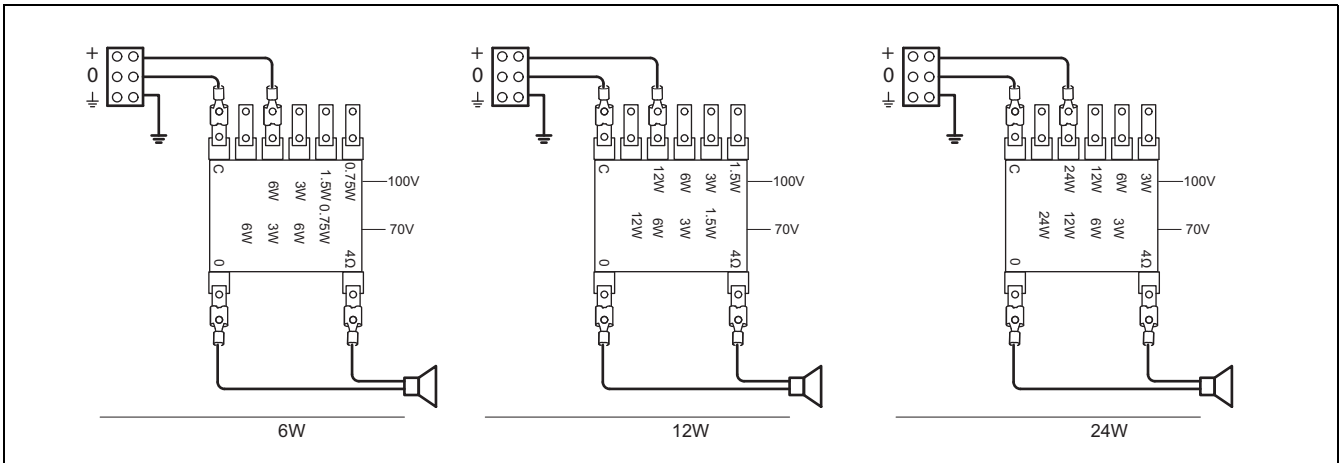 +
0
C 6W 3W 1.5W 0.75W
100V
6W 3W 6W 0.75W
70V
0 4Ω
6W
+
0
C 12W 6W 3W 1.5W
100V
12W 6W 3W 1.5W
70V
0 4Ω
12W
+
0
C 24W 12W 6W 3W
100V
24W 12W 6W 3W
70V
0 4Ω
24W